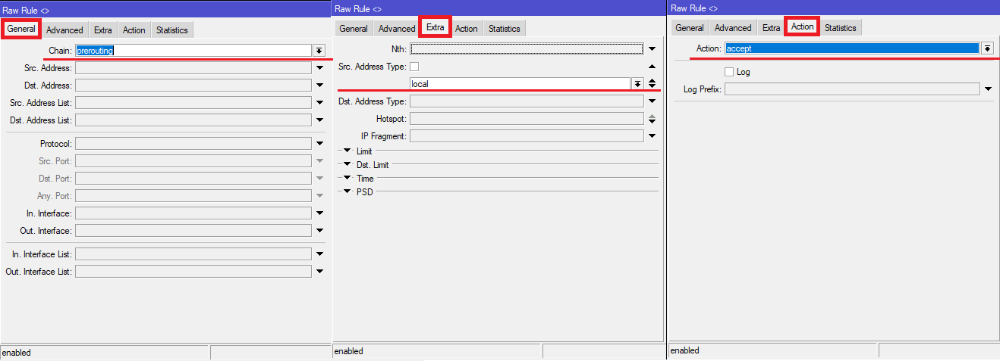 Raw Rule <>
General Advanced Extra Action Statistics
Chain: prerouting
Src. Address:
Dst. Address:
Src. Address List:
Dst. Address List:
Protocol:
Src. Port:
Dst. Port:
Any. Port:
In. Interface:
Out. Interface:
In. Interface List:
Out. Interface List:
enabled
Raw Rule <>
General Advanced Extra Action Statistics
Nth:
Src. Address Type:
local
Dst. Address Type:
Hotspot:
IP Fragment:
Limit
Dst. Limit
Time
PSD
enabled
Raw Rule <>
General Advanced Extra Action Statistics
Action: accept
Log
Log Prefix:
enabled